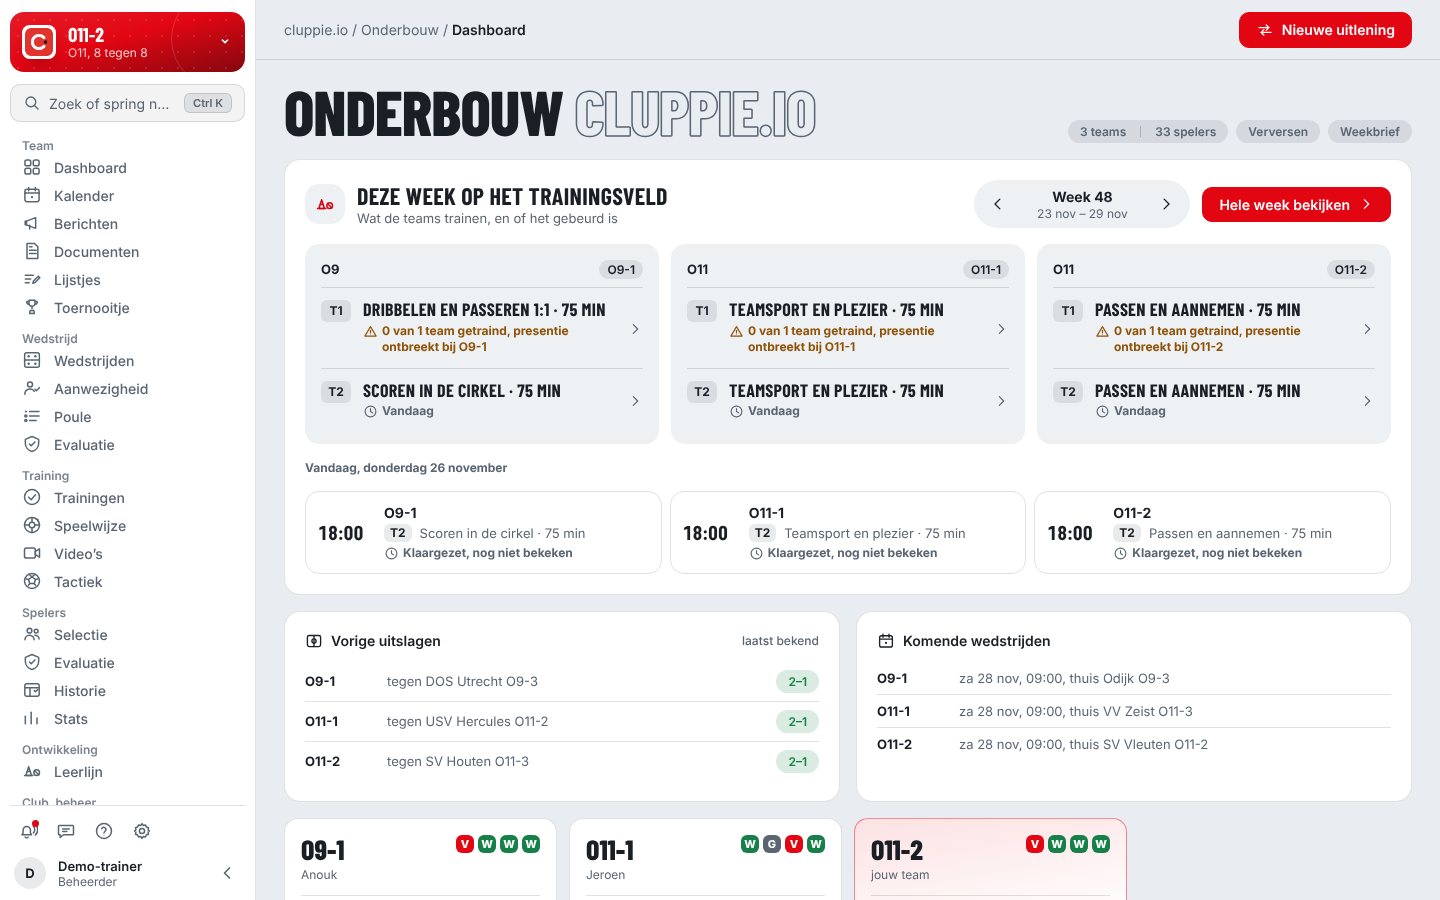 O11-2
O11, 8 tegen 8
Zoek of spring n... Ctrl K
Team
Dashboard
Kalender
Berichten
Documenten
Lijstjes
Toernooitje
Wedstrijd
Wedstrijden
Aanwezigheid
Poule
Evaluatie
Training
Trainingen
Speelwijze
Video's
Tactiek
Spelers
Selectie
Evaluatie
Historie
Stats
Ontwikkeling
Leerlijn
Club beheer
D
Demo-trainer
Beheerder
cluppie.io / Onderbouw / Dashboard
Nieuwe uitlening
ONDERBOUW CLUPPIE.IO
3 teams 33 spelers Verversen Weekbrief
DEZE WEEK OP HET TRAININGSVELD
Wat de teams trainen, en of het gebeurd is
Week 48
23 nov – 29 nov
Hele week bekijken
O9 O9-1
T1 DRIBBELEN EN PASSEREN 1:1 · 75 MIN
0 van 1 team getraind, presentie
ontbreekt bij O9-1
T2 SCOREN IN DE CIRKEL · 75 MIN
Vandaag
O11 O11-1
T1 TEAMSPORT EN PLEZIER · 75 MIN
0 van 1 team getraind, presentie
ontbreekt bij O11-1
T2 TEAMSPORT EN PLEZIER · 75 MIN
Vandaag
O11 O11-2
T1 PASSEN EN AANNEMEN · 75 MIN
0 van 1 team getraind, presentie
ontbreekt bij O11-2
T2 PASSEN EN AANNEMEN · 75 MIN
Vandaag
Vandaag, donderdag 26 november
18:00
O9-1
T2 Scoren in de cirkel · 75 min
Klaargezet, nog niet bekeken
18:00
O11-1
T2 Teamsport en plezier · 75 min
Klaargezet, nog niet bekeken
18:00
O11-2
T2 Passen en aannemen · 75 min
Klaargezet, nog niet bekeken
Vorige uitslagen laatst bekend
O9-1 tegen DOS Utrecht O9-3 2–1
O11-1 tegen USV Hercules O11-2 2–1
O11-2 tegen SV Houten O11-3 2–1
Komende wedstrijden
O9-1 za 28 nov, 09:00, thuis Odijk O9-3
O11-1 za 28 nov, 09:00, thuis VV Zeist O11-3
O11-2 za 28 nov, 09:00, thuis SV Vleuten O11-2
O9-1 V W W W
Anouk
O11-1 W G V W
Jeroen
O11-2 V W W W
jouw team